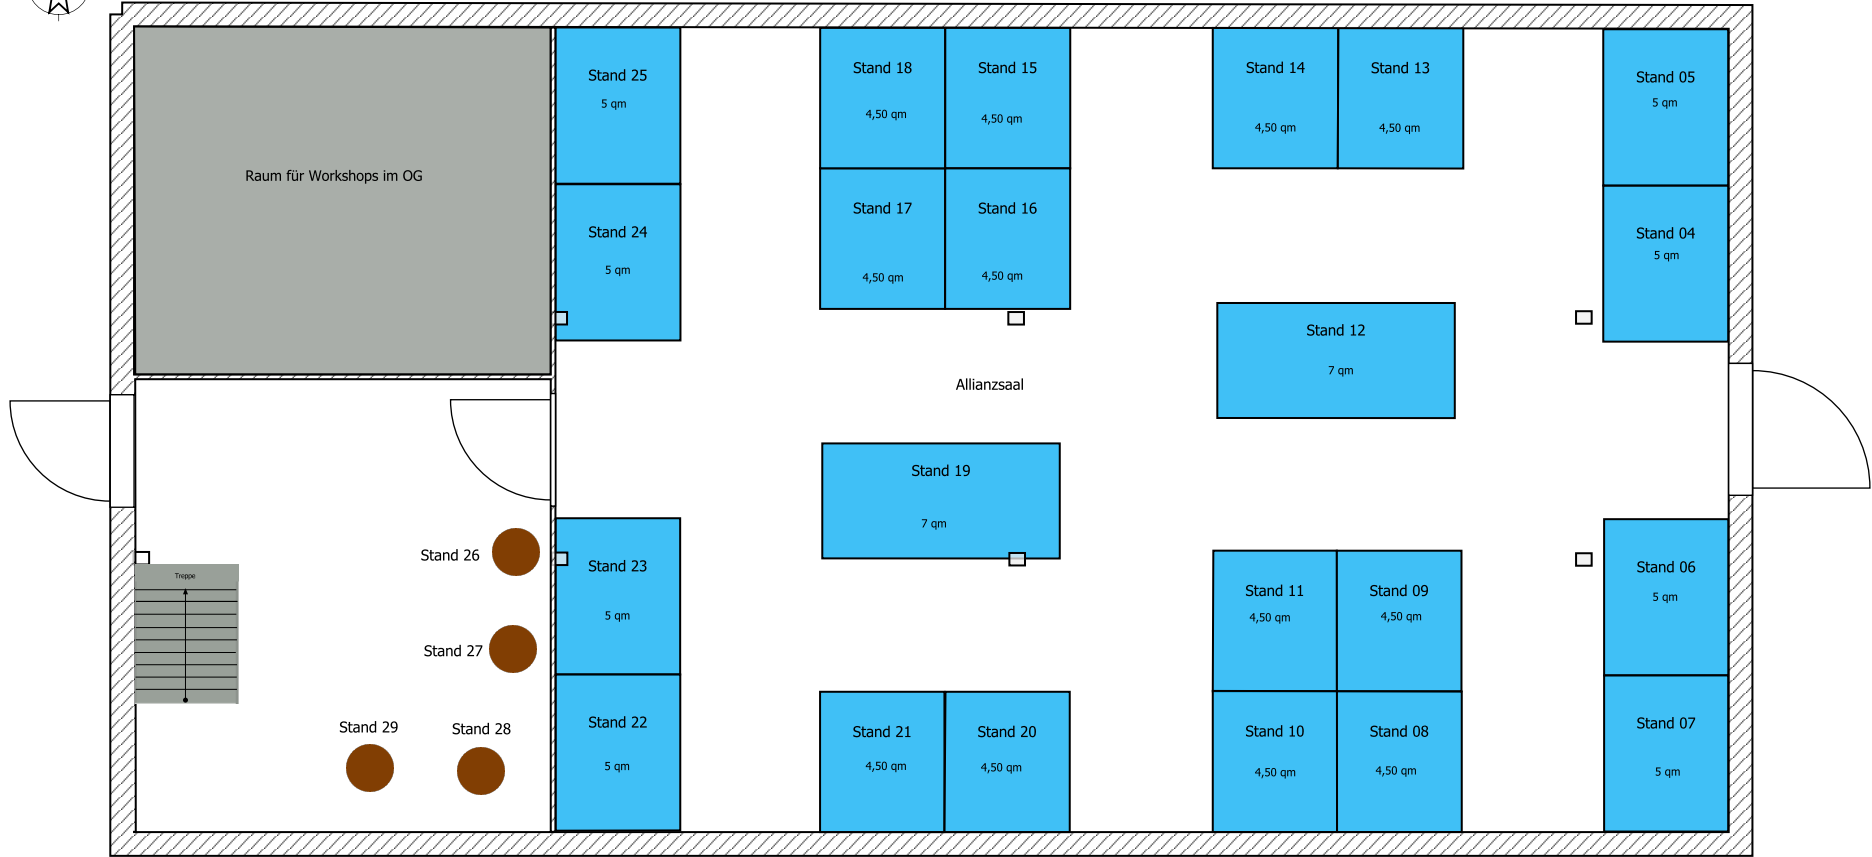 Stand 25
5 qm
Stand 24
5 qm
Stand 18
4,50 qm
Stand 15
4,50 qm
Stand 17
4,50 qm
Stand 16
4,50 qm
Stand 14
4,50 qm
Stand 13
4,50 qm
Stand 05
5 qm
Stand 04
5 qm
Raum für Workshops im OG
Stand 12
7 qm
Allianzsaal
Stand 19
7 qm
Stand 26
Stand 27
Stand 29
Stand 28
Treppe
Stand 23
5 qm
Stand 22
5 qm
Stand 21
4,50 qm
Stand 20
4,50 qm
Stand 11
4,50 qm
Stand 09
4,50 qm
Stand 10
4,50 qm
Stand 08
4,50 qm
Stand 06
5 qm
Stand 07
5 qm